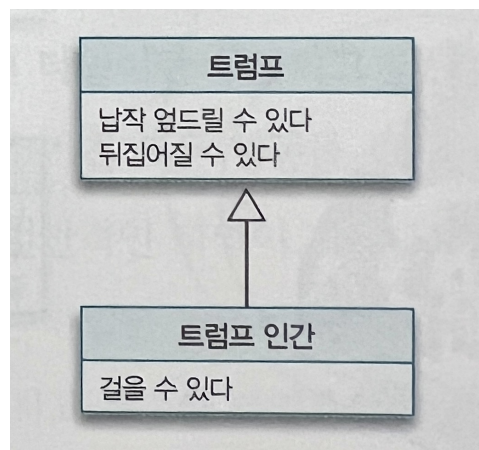 트럼프
납작 엎드릴 수 있다
뒤집어질 수 있다
트럼프 인간
걸을 수 있다